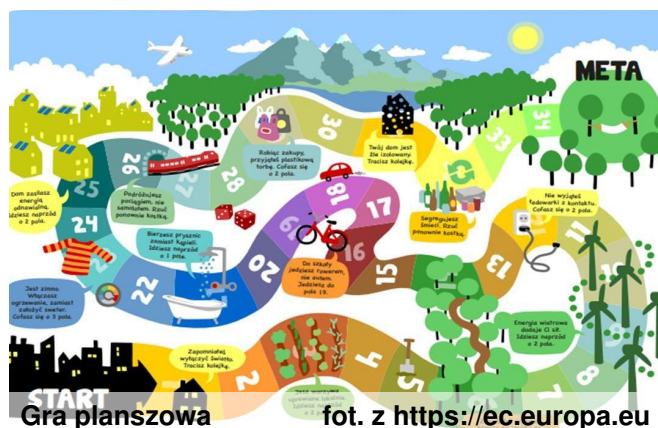 META
30
33
34
26
27
28
25
Robiąc zakupy,
przyjąłeś plastikową
torbę. Cofasz się
o 2 pola.
Twój dom jest
źle izolowany.
Tracisz kolejkę.
Podróżujesz
pociągiem, nie
samolotem. Rzuć
ponownie kostką.
Dom zasilasz
energią
odnawialną.
Idziesz naprzód
o 2 pola.
24
18
17
19
16
Segregujesz
śmieci. Rzuć
ponownie kostką.
Nie wyjąłeś
ładowarki z kontaktu.
Cofasz się o 2 pola.
11
Bierzesz prysznic
zamiast kąpieli.
Idziesz naprzód
o 1 pole.
20
22
Do szkoły
jedziesz rowerem,
nie autem.
Jedziesz do
pola 19.
15
13
Jest zimno.
Włączasz
ogrzewanie, zamiast
założyć sweter.
Cofasz się o 3 pola.
Energia wiatrowa
dodaje Ci sił.
Idziesz naprzód
o 2 pola.
Zapomniałeś
wyłączyć światło.
Tracisz kolejkę.
2
4
5
7
8
START
Gra planszowa
fot. z https://ec.europa.eu